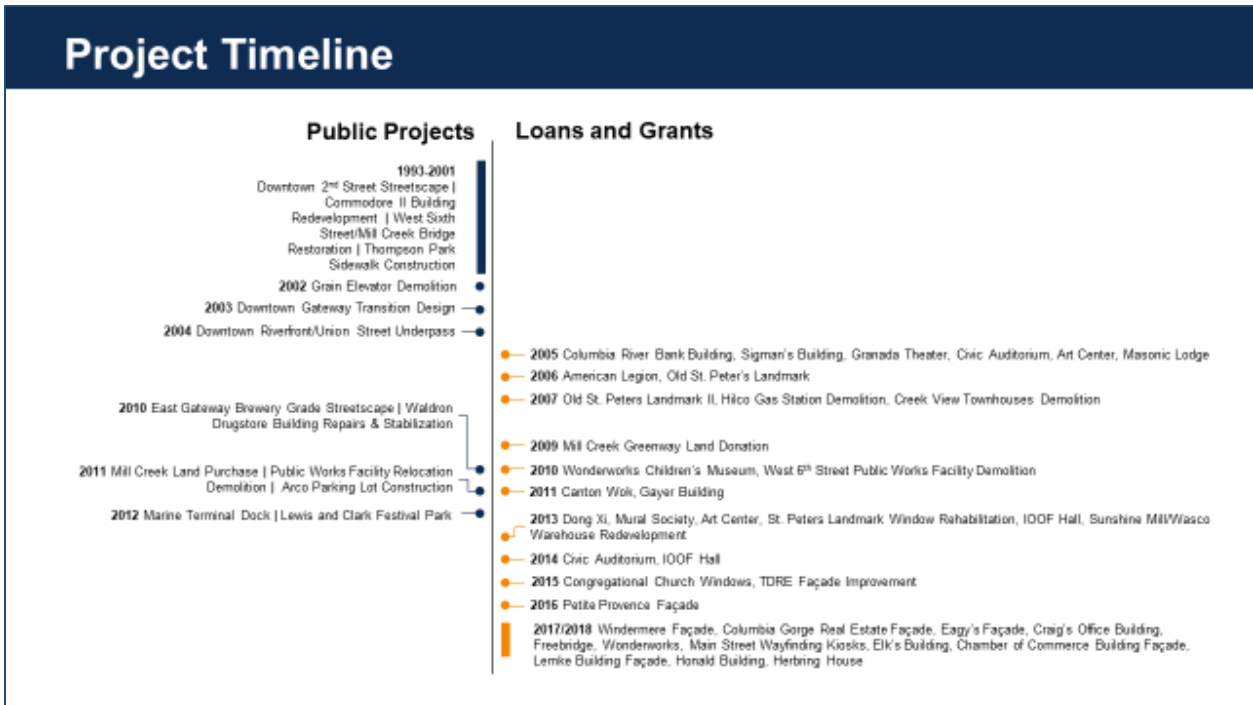 Project Timeline
Public Projects
1993-2001
Downtown 2nd Street Streetscape |
Commodore II Building
Redevelopment | West Sixth
Street/Mill Creek Bridge
Restoration | Thompson Park
Sidewalk Construction
2002 Grain Elevator Demolition
2003 Downtown Gateway Transition Design
2004 Downtown Riverfront/Union Street Underpass
2010 East Gateway Brewery Grade Streetscape | Waldron
Drugstore Building Repairs & Stabilization
2011 Mill Creek Land Purchase | Public Works Facility Relocation
Demolition | Arco Parking Lot Construction
2012 Marine Terminal Dock | Lewis and Clark Festival Park
Loans and Grants
2005 Columbia River Bank Building, Sigman's Building, Granada Theater, Civic Auditorium, Art Center, Masonic Lodge
2006 American Legion, Old St. Peter's Landmark
2007 Old St. Peters Landmark II, Hilco Gas Station Demolition, Creek View Townhouses Demolition
2009 Mill Creek Greenway Land Donation
2010 Wonderworks Children's Museum, West 6th Street Public Works Facility Demolition
2011 Canton Wok, Gayer Building
2013 Dong Xi, Mural Society, Art Center, St. Peters Landmark Window Rehabilitation, IOOF Hall, Sunshine Mill/Wasco
Warehouse Redevelopment
2014 Civic Auditorium, IOOF Hall
2015 Congregational Church Windows, TDRE Façade Improvement
2016 Petite Provence Façade
2017/2018 Windermere Façade, Columbia Gorge Real Estate Façade, Eagy's Façade, Craig's Office Building,
Freebridge, Wonderworks, Main Street Wayfinding Kiosks, Elk's Building, Chamber of Commerce Building Façade,
Lemke Building Façade, Honald Building, Herbring House